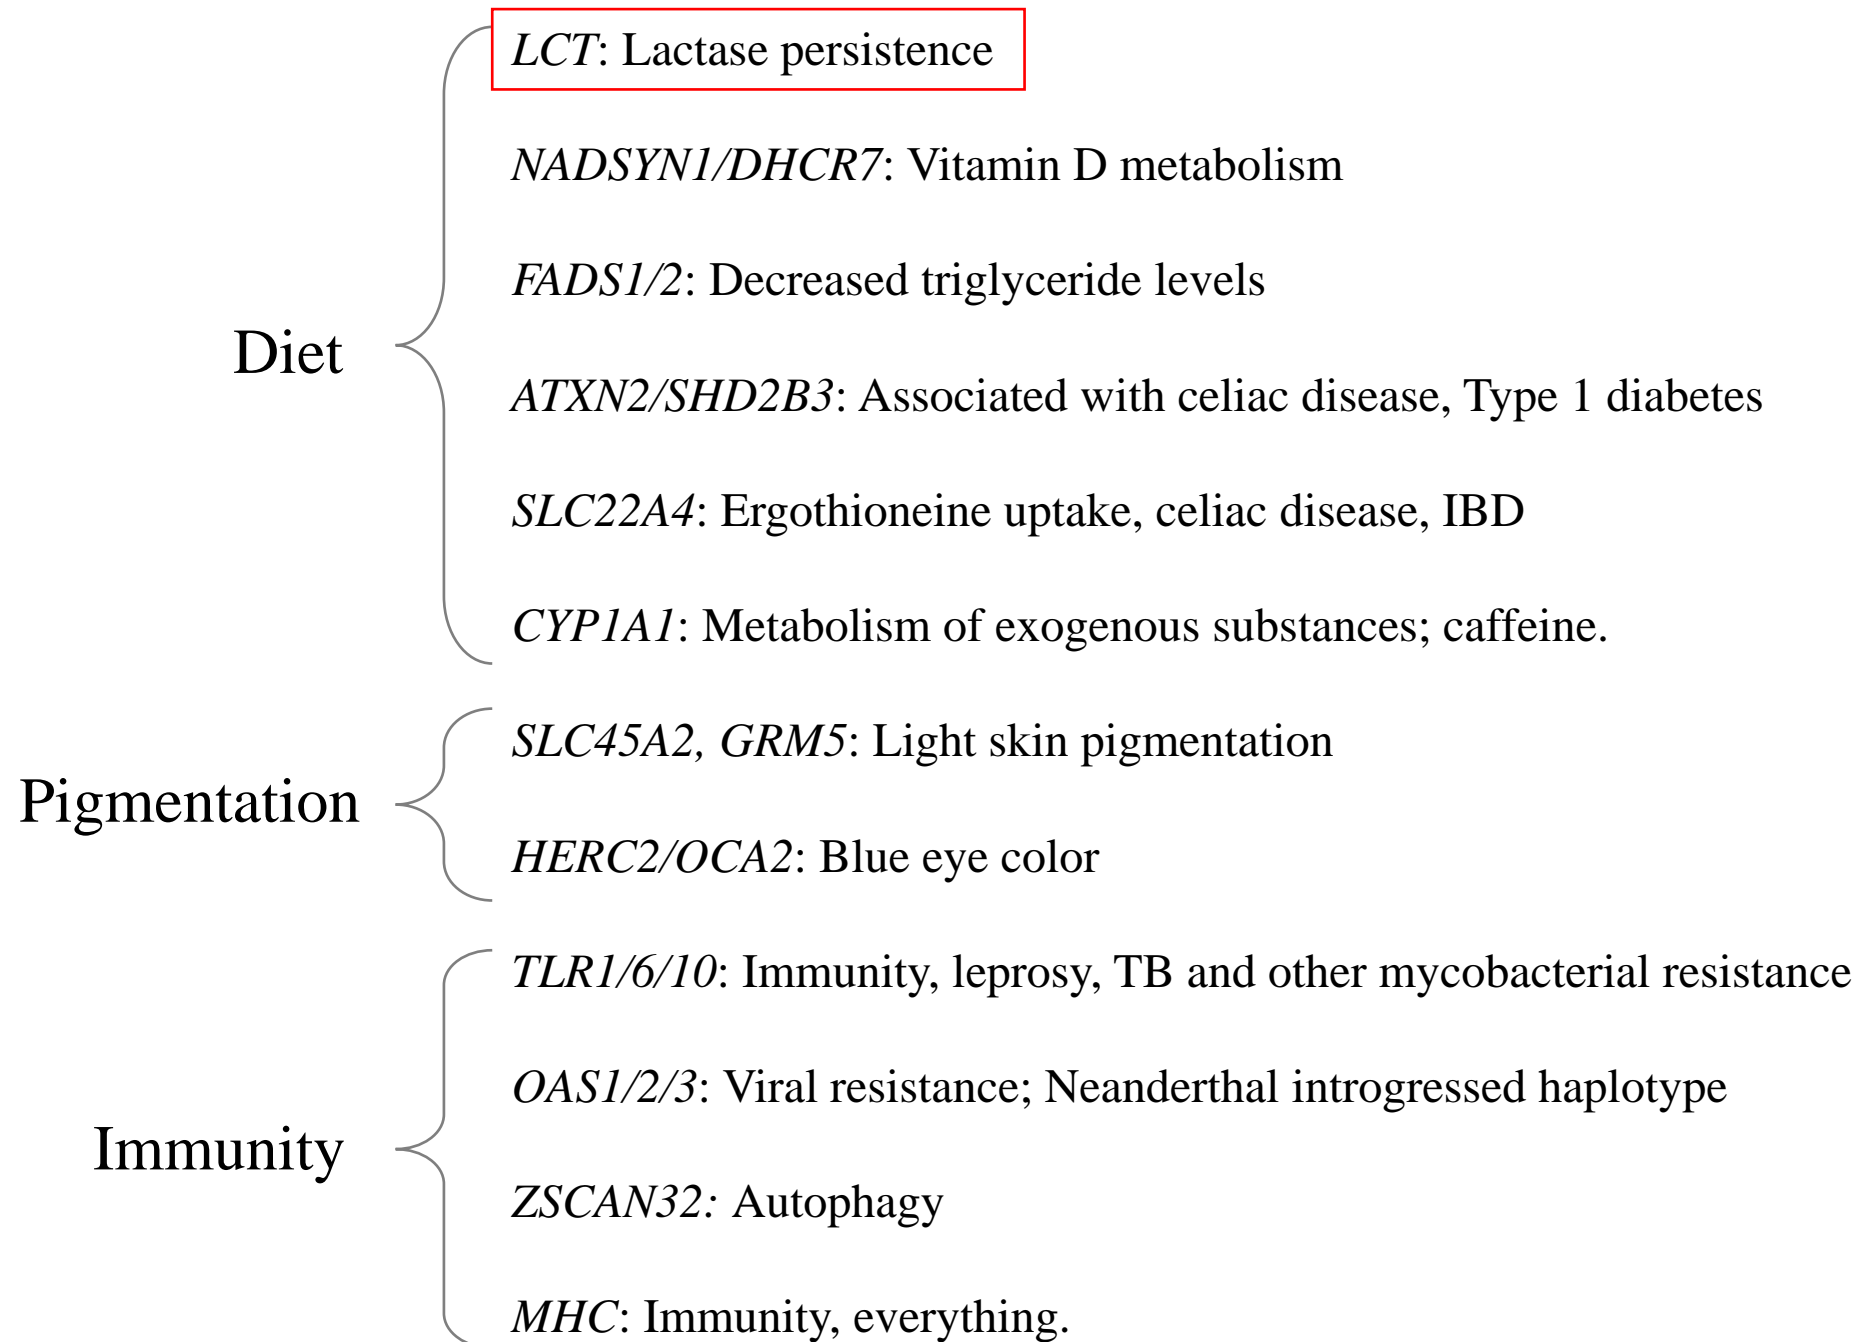 LCT: Lactase persistence
NADSYN1/DHCR7: Vitamin D metabolism
FADS1/2: Decreased triglyceride levels
Diet
ATXN2/SHD2B3: Associated with celiac disease, Type 1 diabetes
SLC22A4: Ergothioneine uptake, celiac disease, IBD
CYP1A1: Metabolism of exogenous substances; caffeine.
SLC45A2, GRM5: Light skin pigmentation
Pigmentation
HERC2/OCA2: Blue eye color
TLR1/6/10: Immunity, leprosy, TB and other mycobacterial resistance
OAS1/2/3: Viral resistance; Neanderthal introgressed haplotype
Immunity
ZSCAN32: Autophagy
MHC: Immunity, everything.